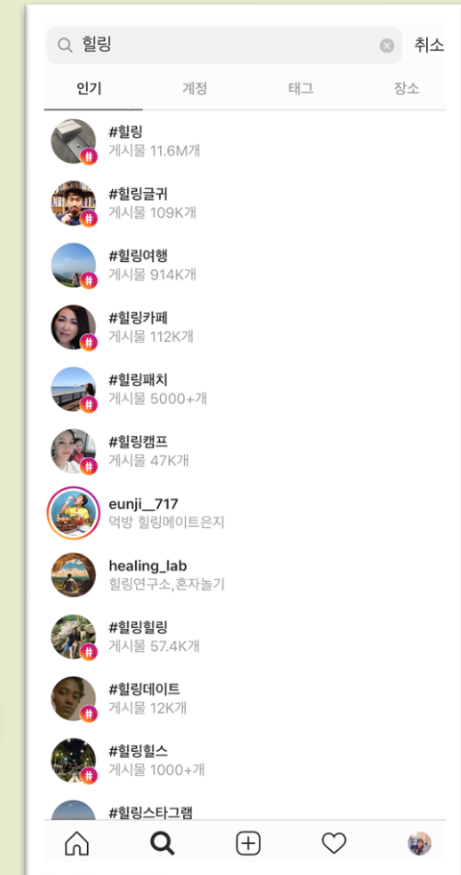 힐링
취소
인기 계정 태그 장소
#힐링
게시물 11.6M개
#힐링글귀
게시물 109K개
#힐링여행
게시물 914K개
#힐링카페
게시물 112K개
#힐링패치
게시물 5000+개
#힐링캠프
게시물 47K개
eunji__717
먹방 힐링메이트은지
healing_lab
힐링연구소,혼자놀기
#힐링힐링
게시물 57.4K개
#힐링데이트
게시물 12K개
#힐링힐스
게시물 1000+개
#힐링스타그램